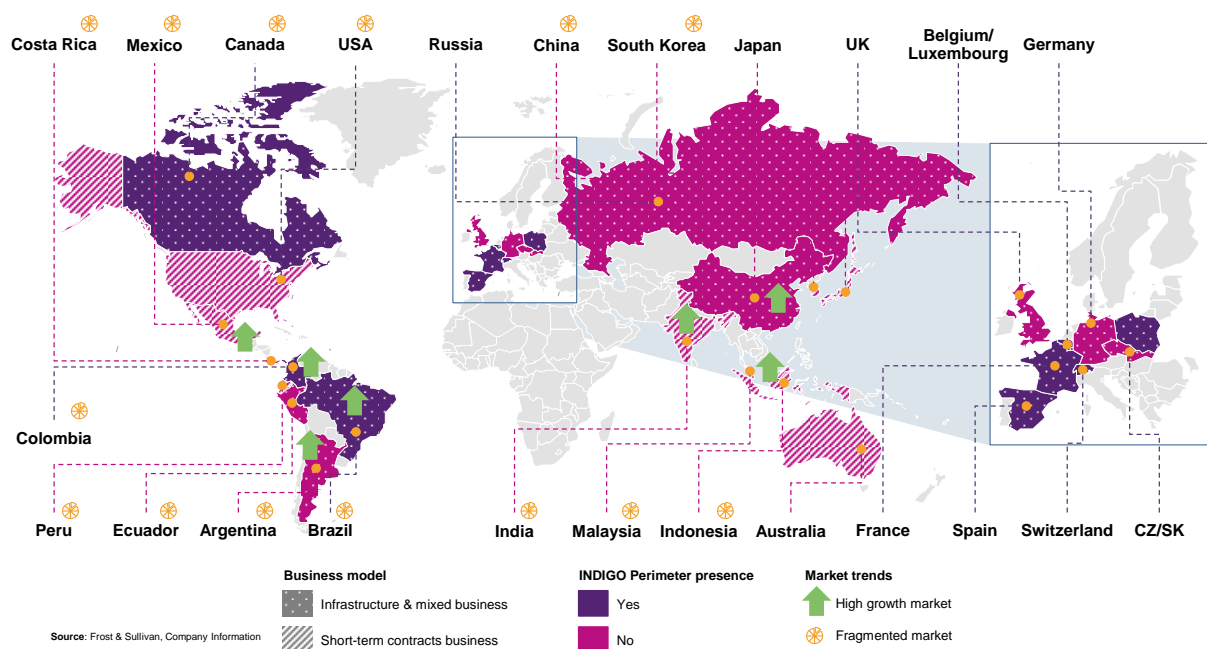 Costa Rica
Mexico
Canada
USA
Russia
China
South Korea
Japan
UK
Belgium/
Luxembourg
Germany
Colombia
Peru
Ecuador
Argentina
Brazil
India
Malaysia
Indonesia
Australia
France
Spain
Switzerland
CZ/SK
Business model
Infrastructure & mixed business
Short-term contracts business
INDIGO Perimeter presence
Yes
No
Market trends
High growth market
Fragmented market
Source: Frost & Sullivan, Company Information